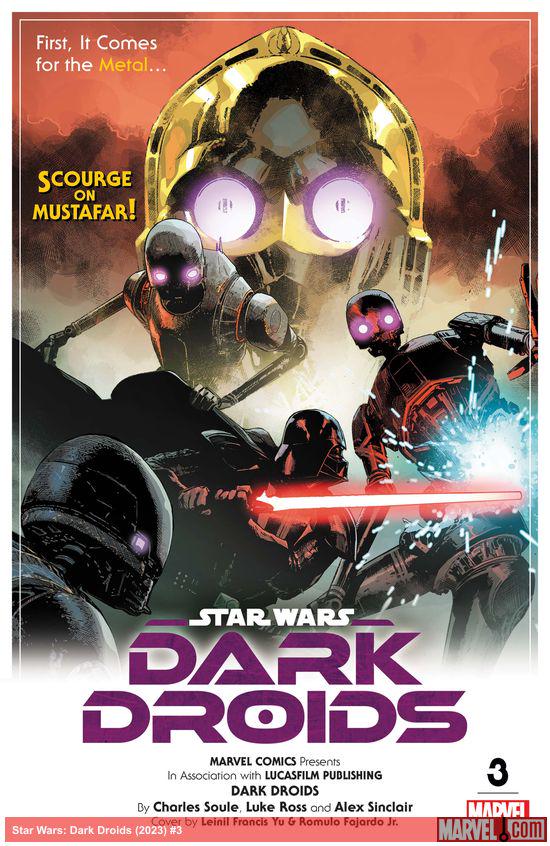 First, It Comes
for the Metal...
SCOURGE
ON
MUSTAFAR!
STAR WARS
DARK
DROIDS
MARVEL COMICS Presents
In Association with LUCASFILM PUBLISHING
DARK DROIDS
By Charles Soule, Luke Ross and Alex Sinclair
Cover by Leinil Francis Yu & Romulo Fajardo Jr.
3
MARVEL
Star Wars: Dark Droids (2023) #3
MARVEL.COM